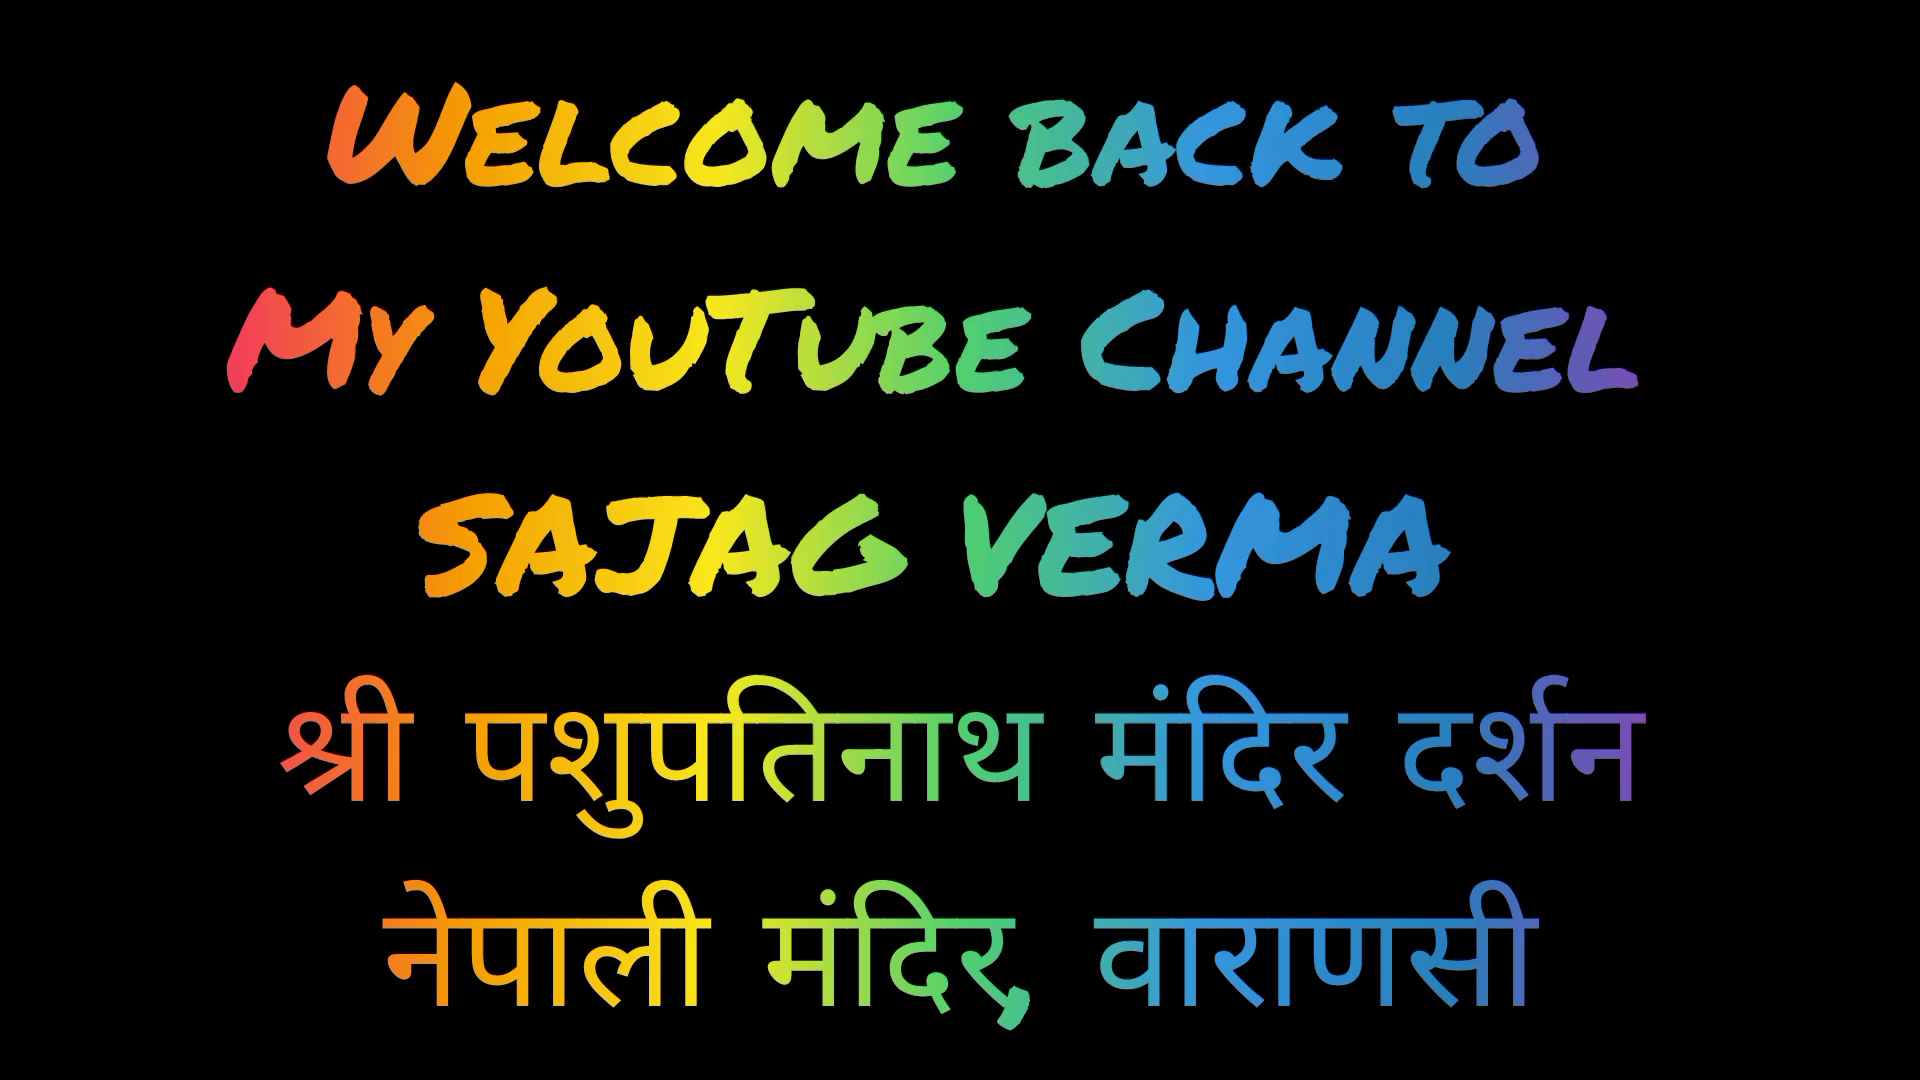 Welcome back to
My YouTube Channel
SAJAG VERMA
श्री पशुपतिनाथ मंदिर दर्शन
नेपाली मंदिर, वाराणसी